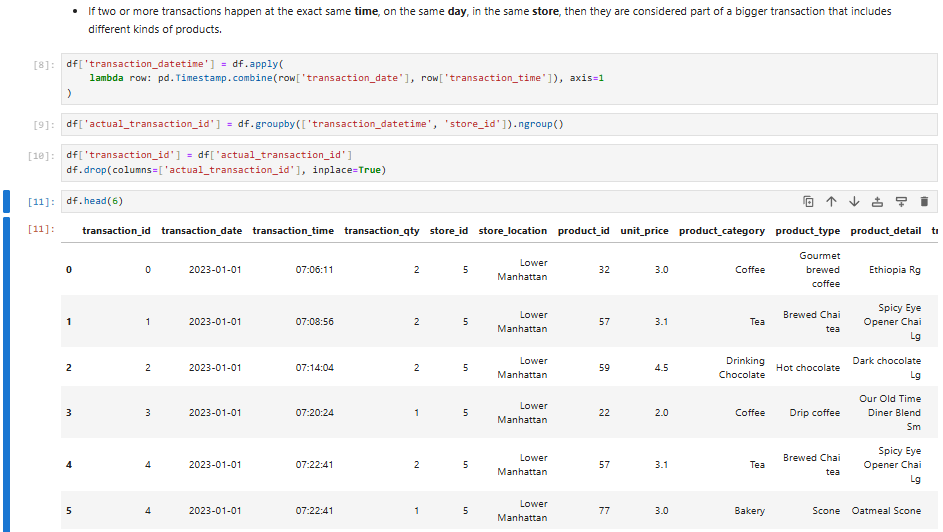 • If two or more transactions happen at the exact same time, on the same day, in the same store, then they are considered part of a bigger transaction that includes
different kinds of products.
[8]: df['transaction_datetime'] = df.apply(
    lambda row: pd.Timestamp.combine(row['transaction_date'], row['transaction_time']), axis=1
)
[9]: df['actual_transaction_id'] = df.groupby(['transaction_datetime', 'store_id']).ngroup()
[10]: df['transaction_id'] = df['actual_transaction_id']
df.drop(columns=['actual_transaction_id'], inplace=True)
[11]: df.head(6)
[11]: transaction_id transaction_date transaction_time transaction_qty store_id store_location product_id unit_price product_category product_type product_detail tr
0 0 2023-01-01 07:06:11 2 5 Lower Manhattan 32 3.0 Coffee Gourmet brewed coffee Ethiopia Rg
1 1 2023-01-01 07:08:56 2 5 Lower Manhattan 57 3.1 Tea Brewed Chai tea Spicy Eye Opener Chai Lg
2 2 2023-01-01 07:14:04 2 5 Lower Manhattan 59 4.5 Drinking Chocolate Hot chocolate Dark chocolate Lg
3 3 2023-01-01 07:20:24 1 5 Lower Manhattan 22 2.0 Coffee Drip coffee Our Old Time Diner Blend Sm
4 4 2023-01-01 07:22:41 2 5 Lower Manhattan 57 3.1 Tea Brewed Chai tea Spicy Eye Opener Chai Lg
5 4 2023-01-01 07:22:41 1 5 Lower Manhattan 77 3.0 Bakery Scone Oatmeal Scone